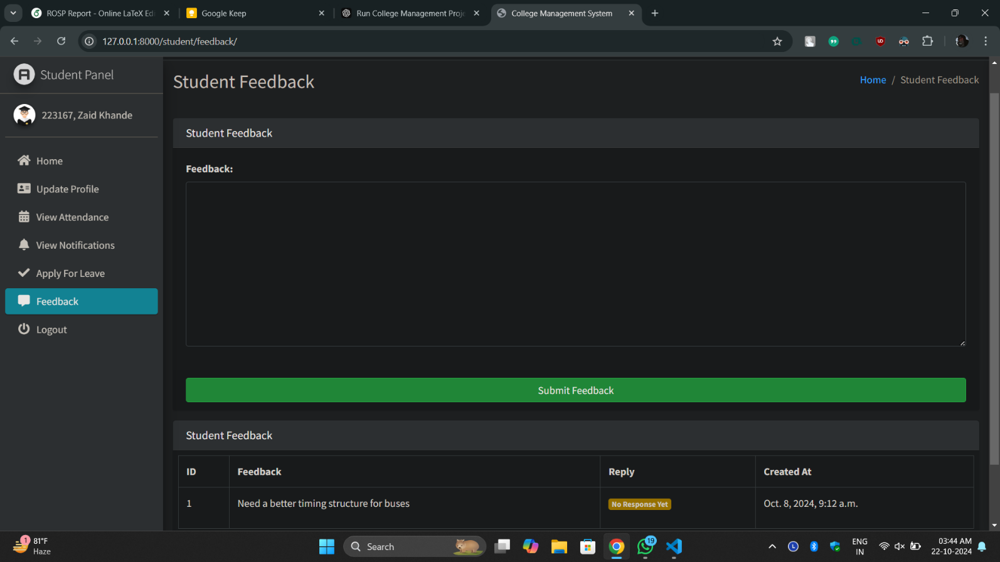 ROSP Report - Online LaTeX Edi
Google Keep
Run College Management Proje
College Management System
127.0.0.1:8000/student/feedback/
Student Panel
223167, Zaid Khande
Home
Update Profile
View Attendance
View Notifications
Apply For Leave
Feedback
Logout
Student Feedback
Home / Student Feedback
Student Feedback
Feedback:
Submit Feedback
Student Feedback
ID Feedback Reply Created At
1 Need a better timing structure for buses No Response Yet Oct. 8, 2024, 9:12 a.m.
1
81°F
Haze
Search
19
ENG
IN
03:44 AM
22-10-2024